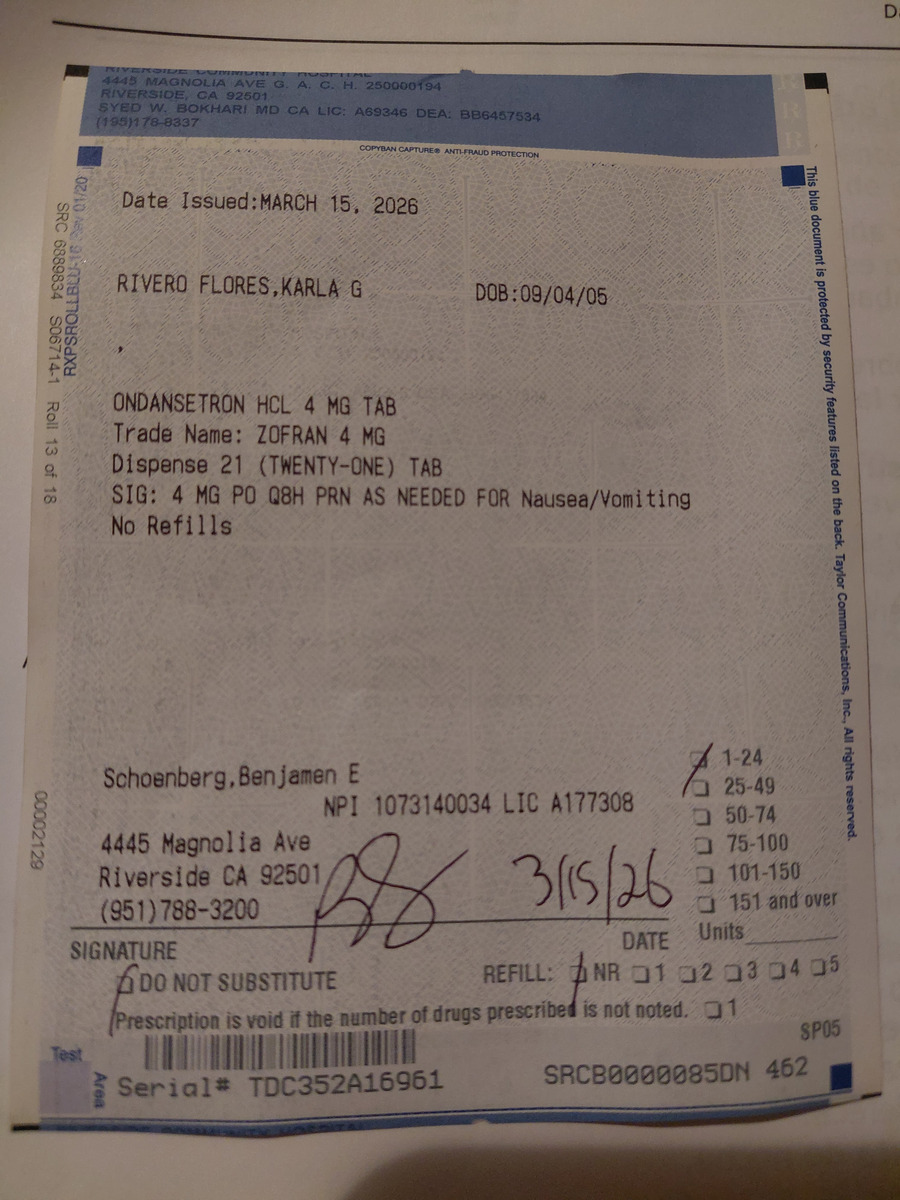 RIVERSIDE COMMUNITY HOSPITAL
4445 MAGNOLIA AVE G. A. C. H. 250000194
RIVERSIDE, CA 92501
SYED W. BOKHARI MD CA LIC: A69346 DEA: BB6457534
(195)178-8337
COPYBAN CAPTURE® ANTI-FRAUD PROTECTION
Date Issued:MARCH 15, 2026
RIVERO FLORES,KARLA G DOB:09/04/05
,
ONDANSETRON HCL 4 MG TAB
Trade Name: ZOFRAN 4 MG
Dispense 21 (TWENTY-ONE) TAB
SIG: 4 MG PO Q8H PRN AS NEEDED FOR Nausea/Vomiting
No Refills
Schoenberg,Benjamen E
NPI 1073140034 LIC A177308
4445 Magnolia Ave
Riverside CA 92501
(951)788-3200
3/15/26
SIGNATURE
DATE
1-24
25-49
50-74
75-100
101-150
151 and over
Units
DO NOT SUBSTITUTE
REFILL: NR 1 2 3 4 5
Prescription is void if the number of drugs prescribed is not noted. 1
SP05
Test
Area
Serial# TDC352A16961
SRCB0000085DN 462
This blue document is protected by security features listed on the back. Taylor Communications, Inc., All rights reserved.
SRC 6889834 S06714-1 Roll 13 of 18
00002129